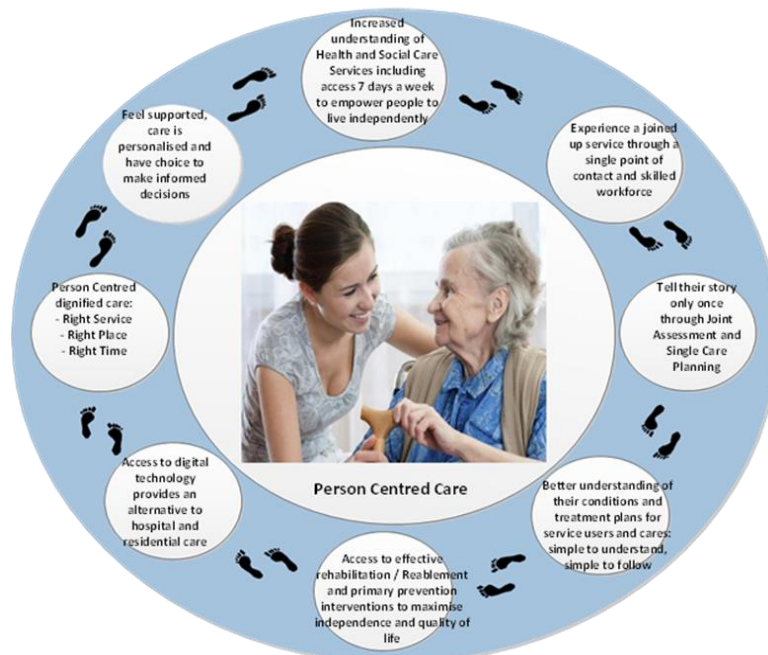 Increased
understanding of
Health and Social Care
Services including
access 7 days a week
to empower people to
live independently
Experience a joined
up service through a
single point of
contact and skilled
workforce
Tell their story
only once
through Joint
Assessment and
Single Care
Planning
Better understanding of
their conditions and
treatment plans for
service users and cares:
simple to understand,
simple to follow
Access to effective
rehabilitation / Reablement
and primary prevention
interventions to maximise
independence and quality of
life
Access to digital
technology
provides an
alternative to
hospital and
residential care
Person Centred
dignified care:
- Right Service
- Right Place
- Right Time
Feel supported,
care is
personalised and
have choice to
make informed
decisions
Person Centred Care